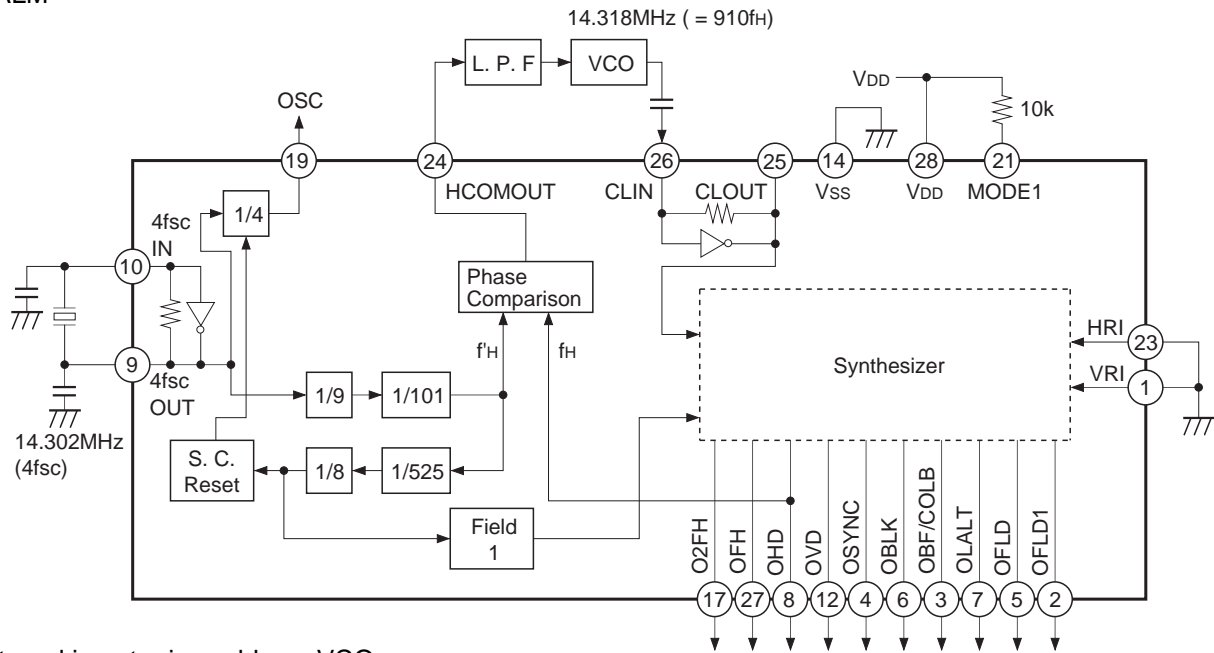 14.318MHz ( = 910fH)
L. P. F
VCO
OSC
VDD
10k
19
24
26
25
14
28
21
HCOMOUT
CLIN
CLOUT
VSS
VDD
MODE1
1/4
4fsc
IN
10
Phase
Comparison
HRI
23
Synthesizer
VRI
1
f'H
fH
9
4fsc
OUT
1/9
1/101
14.302MHz
(4fsc)
S. C.
Reset
1/8
1/525
Field
1
O2FH
OFH
OHD
OVD
OSYNC
OBLK
OBF/COLB
OLALT
OFLD
OFLD1
17
27
8
12
4
6
3
7
5
2